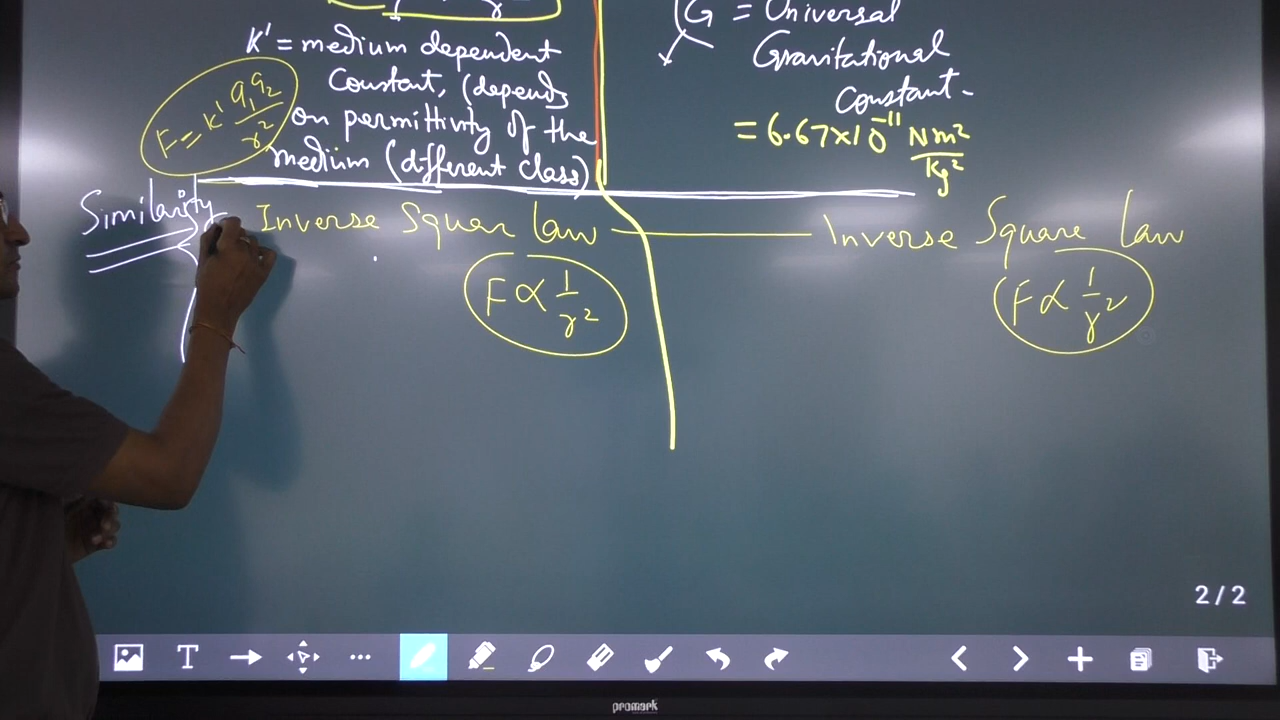 K' = medium dependent
Constant, (depends
on permittivity of the
medium (different class)
F = K' q₁q₂/r²
G = Universal
Gravitational
Constant-
= 6.67×10⁻¹¹ Nm²/Kg²
Similarity
Inverse Squar Law
Inverse Square Law
F ∝ 1/r²
F ∝ 1/r²
2/2
T
promark